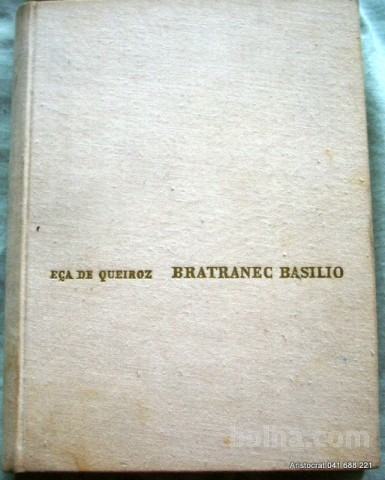 EÇA DE QUEIROZ BRATRANEC BASILIO
bolha.com
Aristocrat 041 688 221